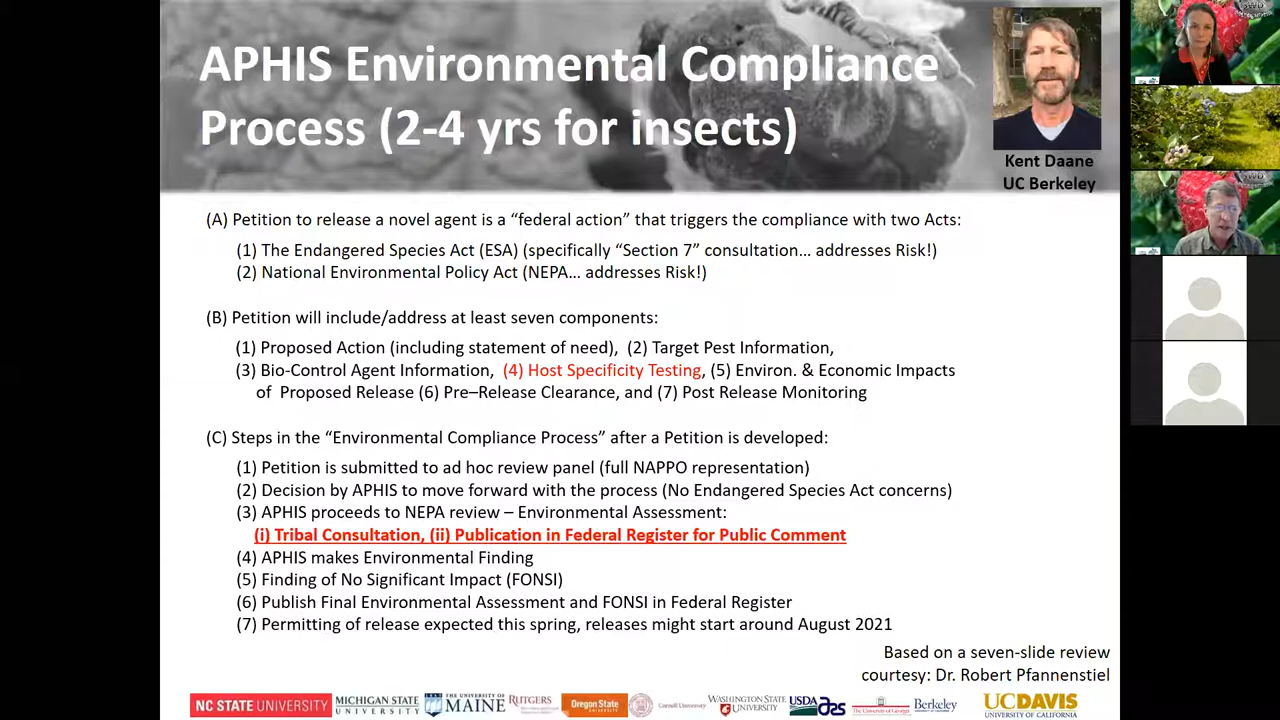 APHIS Environmental Compliance
Process (2-4 yrs for insects)
Kent Daane
UC Berkeley
(A) Petition to release a novel agent is a “federal action” that triggers the compliance with two Acts:
(1) The Endangered Species Act (ESA) (specifically “Section 7” consultation... addresses Risk!)
(2) National Environmental Policy Act (NEPA... addresses Risk!)
(B) Petition will include/address at least seven components:
(1) Proposed Action (including statement of need), (2) Target Pest Information,
(3) Bio-Control Agent Information, (4) Host Specificity Testing, (5) Environ. & Economic Impacts
of Proposed Release (6) Pre–Release Clearance, and (7) Post Release Monitoring
(C) Steps in the “Environmental Compliance Process” after a Petition is developed:
(1) Petition is submitted to ad hoc review panel (full NAPPO representation)
(2) Decision by APHIS to move forward with the process (No Endangered Species Act concerns)
(3) APHIS proceeds to NEPA review – Environmental Assessment:
(i) Tribal Consultation, (ii) Publication in Federal Register for Public Comment
(4) APHIS makes Environmental Finding
(5) Finding of No Significant Impact (FONSI)
(6) Publish Final Environmental Assessment and FONSI in Federal Register
(7) Permitting of release expected this spring, releases might start around August 2021
Based on a seven-slide review
courtesy: Dr. Robert Pfannenstiel
NC STATE UNIVERSITY
MICHIGAN STATE
UNIVERSITY
THE UNIVERSITY OF
MAINE
RUTGERS
Oregon State
UNIVERSITY
Cornell University
WASHINGTON STATE
UNIVERSITY
USDA
Berkeley
UCDAVIS
UNIVERSITY OF CALIFORNIA